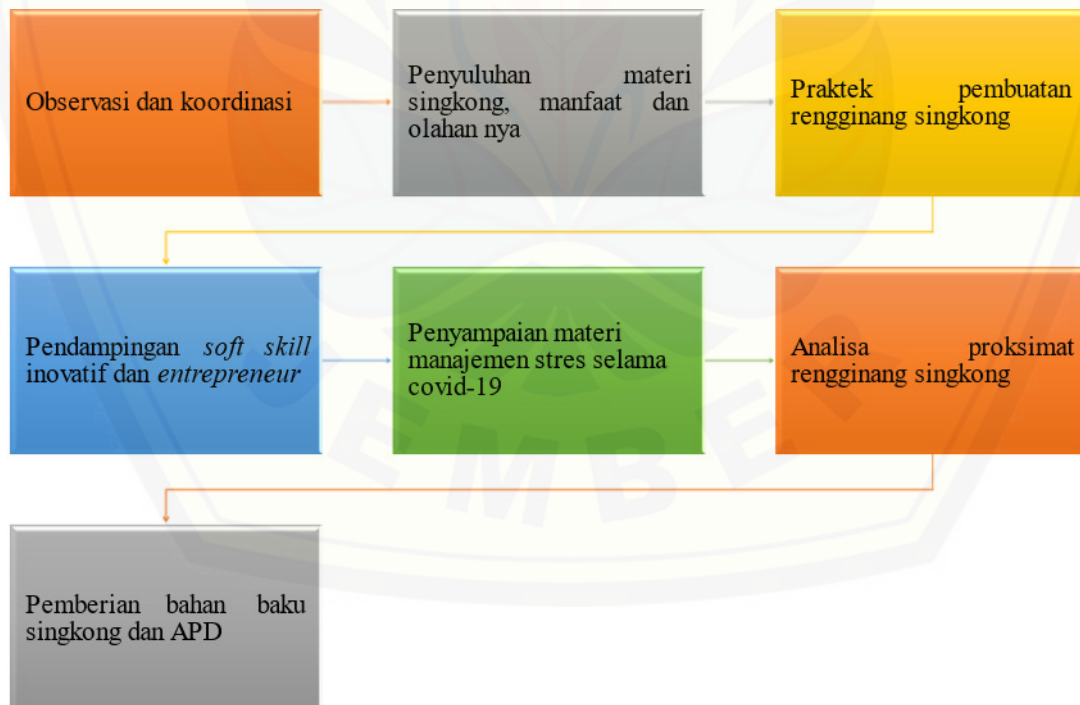 Observasi dan koordinasi
Penyuluhan materi
singkong, manfaat dan
olahan nya
Praktek pembuatan
rengginang singkong
Pendampingan soft skill
inovatif dan entrepreneur
Penyampaian materi
manajemen stres selama
covid-19
Analisa proksimat
rengginang singkong
Pemberian bahan baku
singkong dan APD
JEMBER